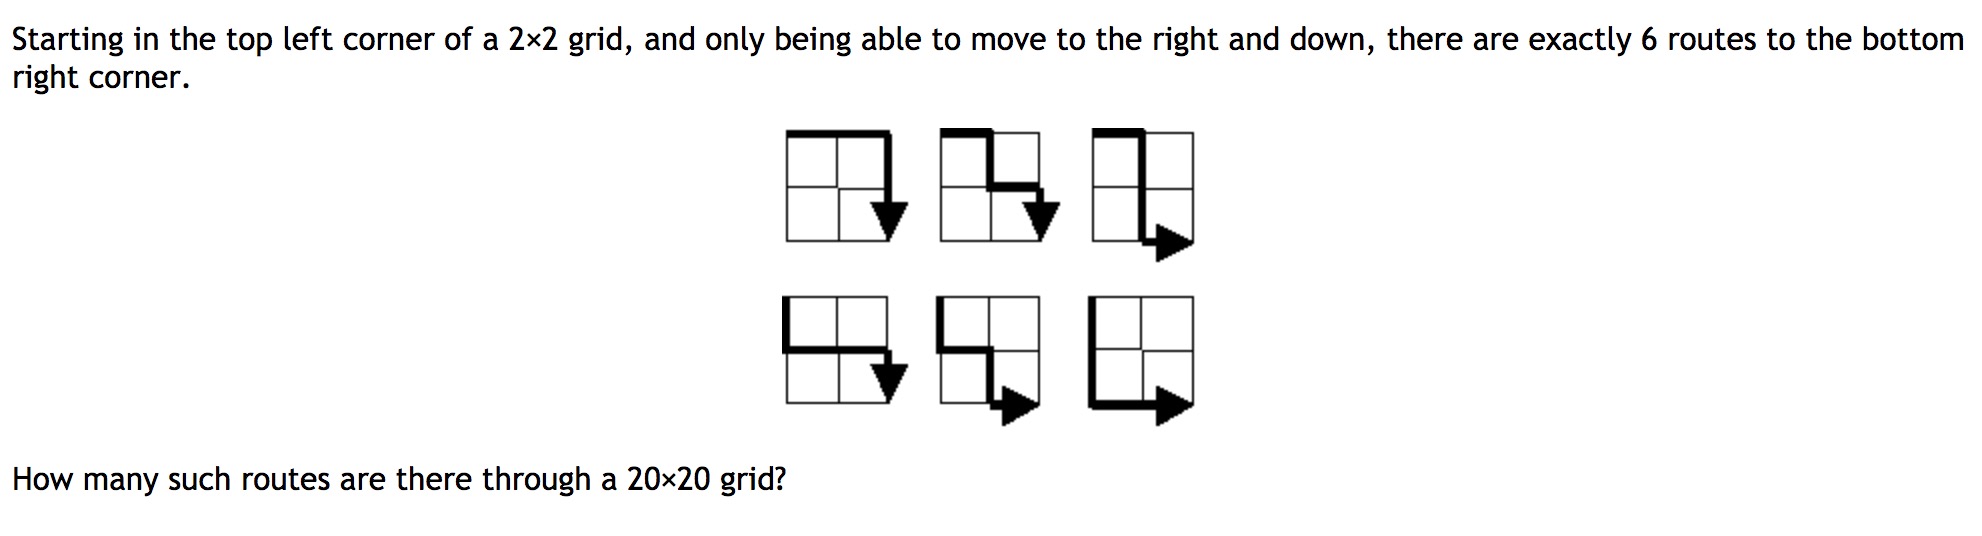 Starting in the top left corner of a 2×2 grid, and only being able to move to the right and down, there are exactly 6 routes to the bottom
right corner.
How many such routes are there through a 20×20 grid?